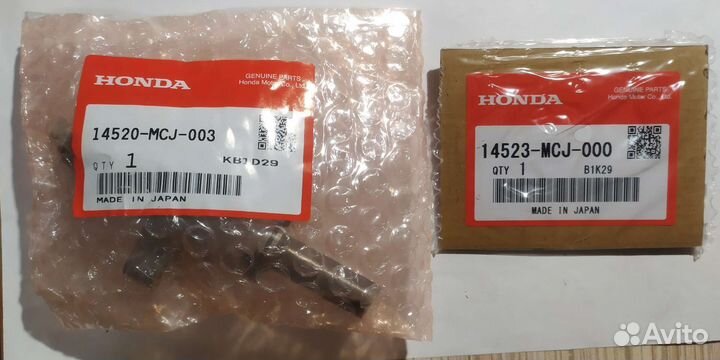 HONDA
GENUINE PARTS
Honda Motor Co., Ltd.
14520-MCJ-003
QTY 1 KB1D29
MADE IN JAPAN
HONDA
GENUINE PARTS
Honda Motor Co., Ltd.
14523-MCJ-000
QTY 1 B1K29
MADE IN JAPAN
Avito